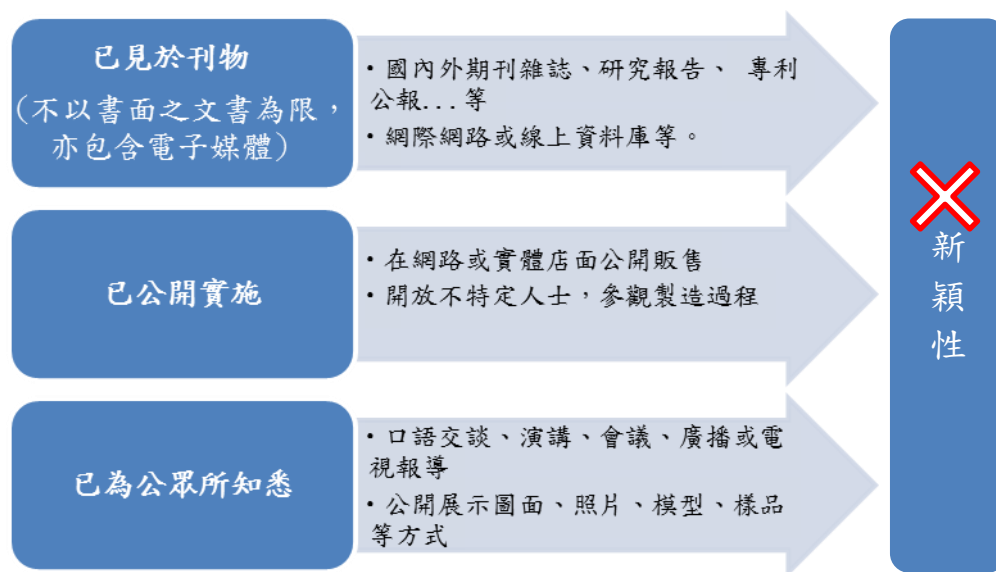 已見於刊物
(不以書面之文書為限，
亦包含電子媒體)
• 國內外期刊雜誌、研究報告、 專利
公報...等
• 網際網路或線上資料庫等。
已公開實施
• 在網路或實體店面公開販售
• 開放不特定人士，參觀製造過程
已為公眾所知悉
• 口語交談、演講、會議、廣播或電
視報導
• 公開展示圖面、照片、模型、樣品
等方式
新
穎
性